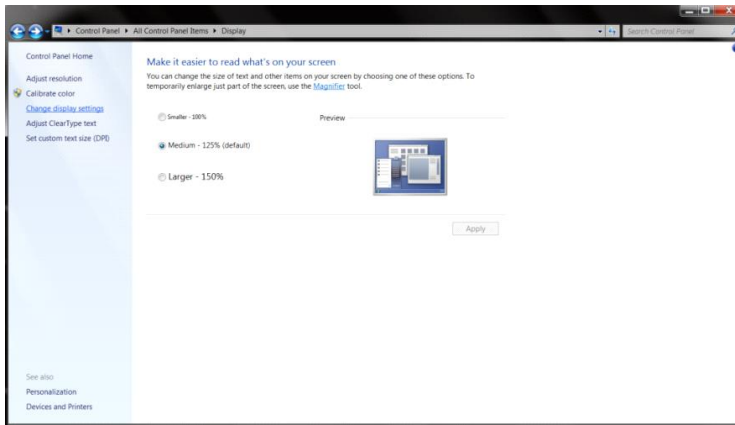 Control Panel ▸ All Control Panel Items ▸ Display
Search Control Panel
Control Panel Home
Adjust resolution
Calibrate color
Change display settings
Adjust ClearType text
Set custom text size (DPI)
Make it easier to read what's on your screen
You can change the size of text and other items on your screen by choosing one of these options. To
temporarily enlarge just part of the screen, use the Magnifier tool.
Smaller - 100%
Preview
Medium - 125% (default)
Larger - 150%
Apply
See also
Personalization
Devices and Printers